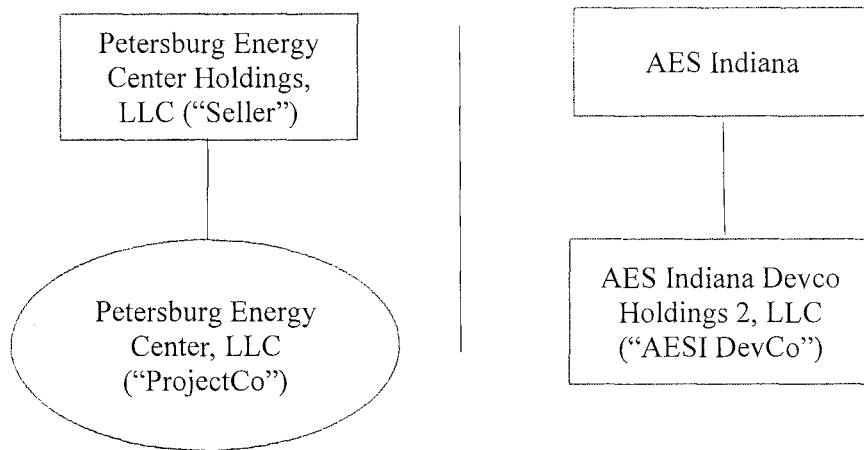 Petersburg Energy
Center Holdings,
LLC (“Seller”)
AES Indiana
Petersburg Energy
Center, LLC
(“ProjectCo”)
AES Indiana Devco
Holdings 2, LLC
(“AESI DevCo”)